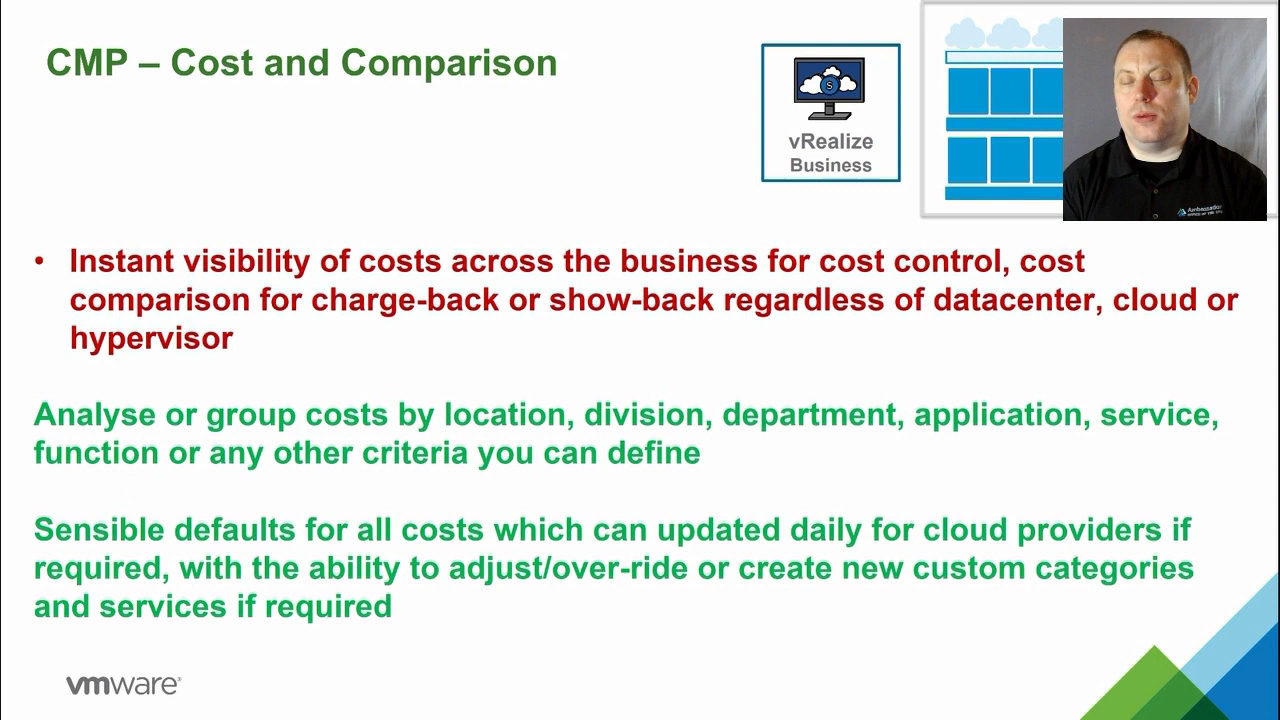 CMP – Cost and Comparison
vRealize
Business
• Instant visibility of costs across the business for cost control, cost
comparison for charge-back or show-back regardless of datacenter, cloud or
hypervisor
Analyse or group costs by location, division, department, application, service,
function or any other criteria you can define
Sensible defaults for all costs which can updated daily for cloud providers if
required, with the ability to adjust/over-ride or create new custom categories
and services if required
vmware
Ambassador